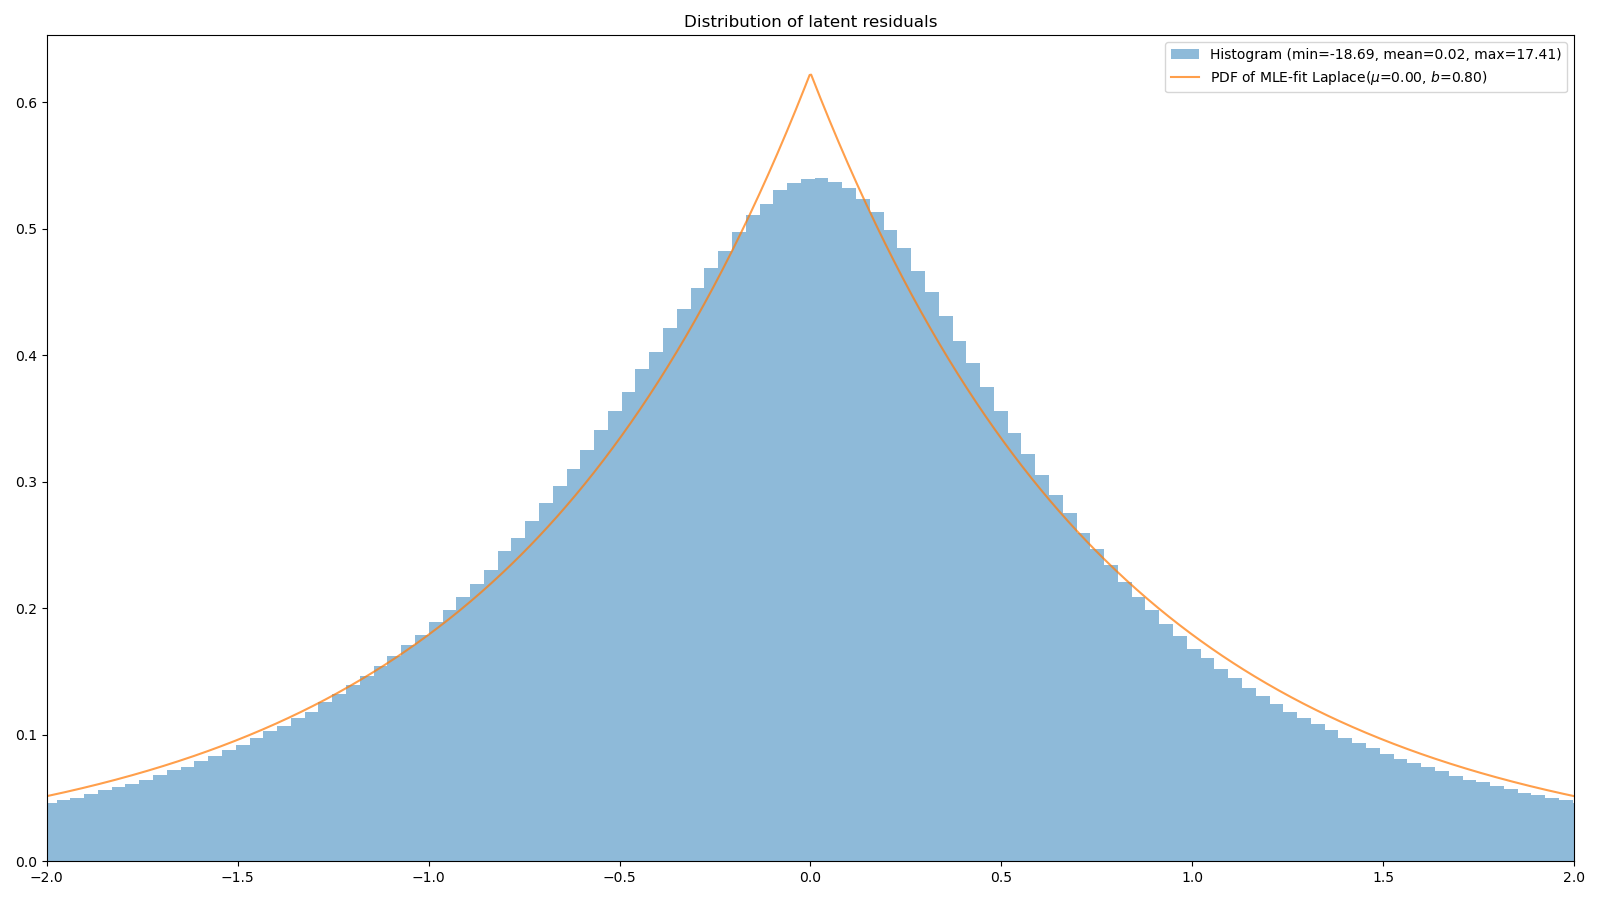 Distribution of latent residuals
Histogram (min=-18.69, mean=0.02, max=17.41)
PDF of MLE-fit Laplace(μ=0.00, b=0.80)
0.6
0.5
0.4
0.3
0.2
0.1
0.0
−2.0 −1.5 −1.0 −0.5 0.0 0.5 1.0 1.5 2.0